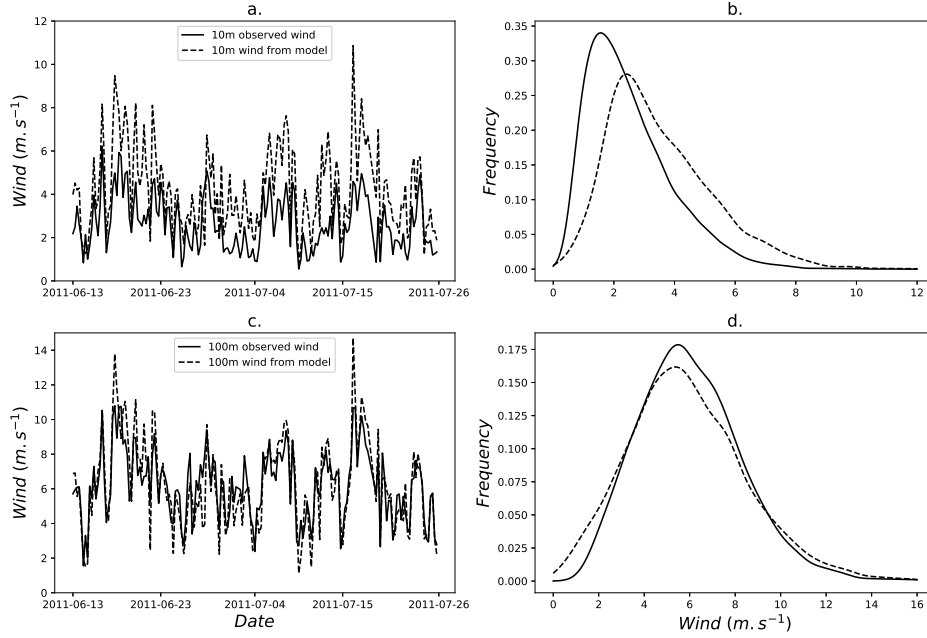 a.
12
10
8
6
4
2
0
Wind (m.s⁻¹)
10m observed wind
10m wind from model
2011-06-13 2011-06-23 2011-07-04 2011-07-15 2011-07-26
b.
0.35
0.30
0.25
0.20
0.15
0.10
0.05
0.00
Frequency
0 2 4 6 8 10 12
c.
14
12
10
8
6
4
2
0
Wind (m.s⁻¹)
100m observed wind
100m wind from model
2011-06-13 2011-06-23 2011-07-04 2011-07-15 2011-07-26
Date
d.
0.175
0.150
0.125
0.100
0.075
0.050
0.025
0.000
Frequency
0 2 4 6 8 10 12 14 16
Wind (m.s⁻¹)